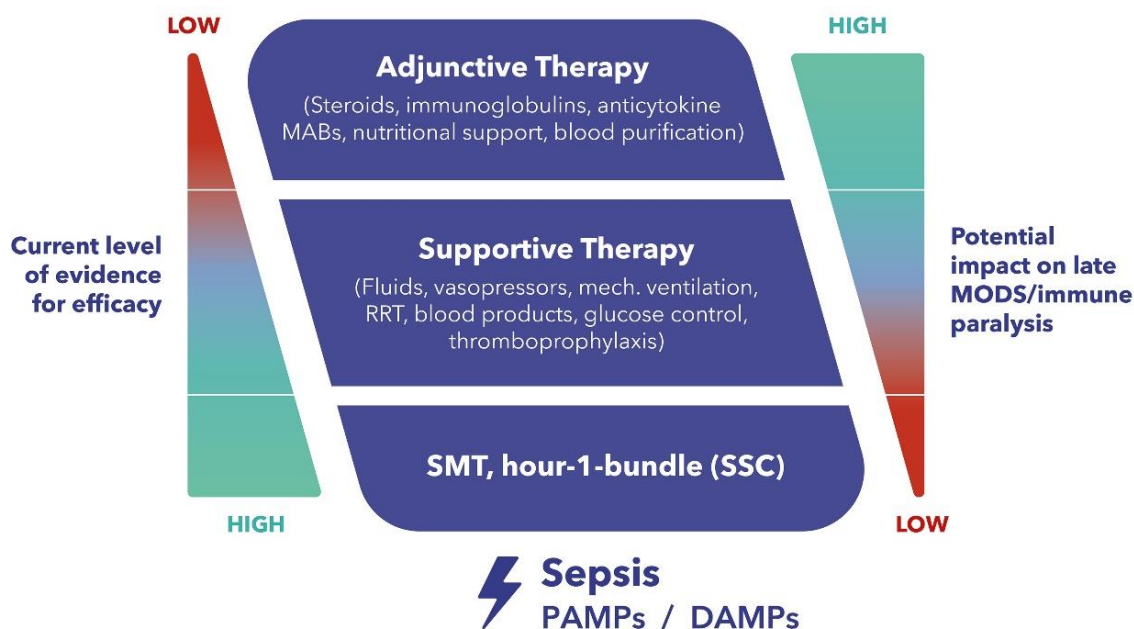 LOW
HIGH
Adjunctive Therapy
(Steroids, immunoglobulins, anticytokine
MABs, nutritional support, blood purification)
Current level
of evidence
for efficacy
Supportive Therapy
(Fluids, vasopressors, mech. ventilation,
RRT, blood products, glucose control,
thromboprophylaxis)
Potential
impact on late
MODS/immune
paralysis
SMT, hour-1-bundle (SSC)
HIGH
LOW
Sepsis
PAMPs / DAMPs